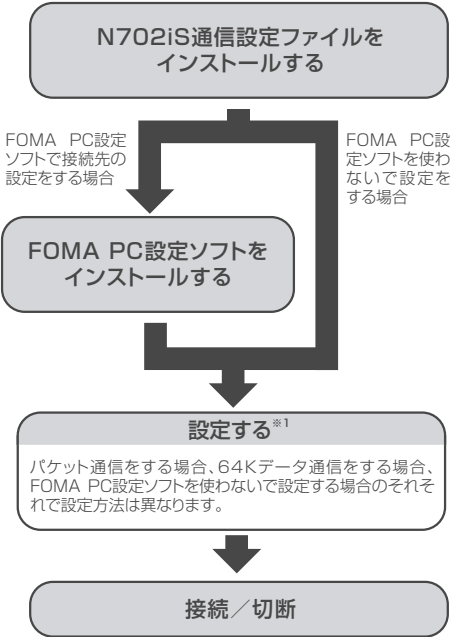 N702iS通信設定ファイルを
インストールする
FOMA PC設定
ソフトで接続先の
設定をする場合
FOMA PC設
定ソフトを使わ
ないで設定を
する場合
FOMA PC設定ソフトを
インストールする
設定する※1
パケット通信をする場合、64Kデータ通信をする場合、
FOMA PC設定ソフトを使わないで設定する場合のそれぞ
れで設定方法は異なります。
接続／切断